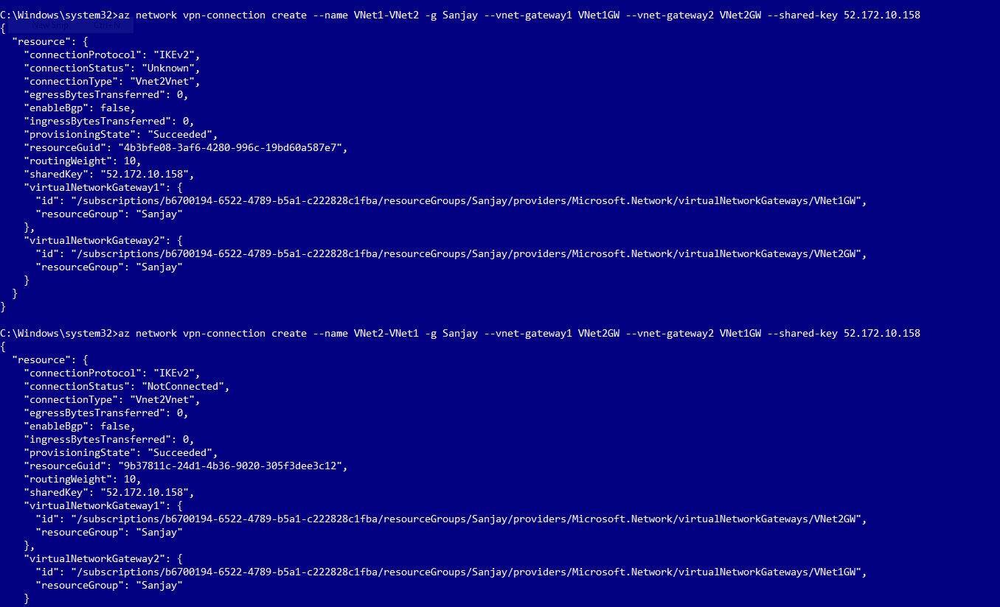 C:\Windows\system32>az network vpn-connection create --name VNet1-VNet2 -g Sanjay --vnet-gateway1 VNet1GW --vnet-gateway2 VNet2GW --shared-key 52.172.10.158
New Snip Ctrl+N
{
"resource": {
"connectionProtocol": "IKEv2",
"connectionStatus": "Unknown",
"connectionType": "Vnet2Vnet",
"egressBytesTransferred": 0,
"enableBgp": false,
"ingressBytesTransferred": 0,
"provisioningState": "Succeeded",
"resourceGuid": "4b3bfe08-3af6-4280-996c-19bd60a587e7",
"routingWeight": 10,
"sharedKey": "52.172.10.158",
"virtualNetworkGateway1": {
"id": "/subscriptions/b6700194-6522-4789-b5a1-c222828c1fba/resourceGroups/Sanjay/providers/Microsoft.Network/virtualNetworkGateways/VNet1GW",
"resourceGroup": "Sanjay"
},
"virtualNetworkGateway2": {
"id": "/subscriptions/b6700194-6522-4789-b5a1-c222828c1fba/resourceGroups/Sanjay/providers/Microsoft.Network/virtualNetworkGateways/VNet2GW",
"resourceGroup": "Sanjay"
}
}
}
C:\Windows\system32>az network vpn-connection create --name VNet2-VNet1 -g Sanjay --vnet-gateway1 VNet2GW --vnet-gateway2 VNet1GW --shared-key 52.172.10.158
{
"resource": {
"connectionProtocol": "IKEv2",
"connectionStatus": "NotConnected",
"connectionType": "Vnet2Vnet",
"egressBytesTransferred": 0,
"enableBgp": false,
"ingressBytesTransferred": 0,
"provisioningState": "Succeeded",
"resourceGuid": "9b37811c-24d1-4b36-9020-305f3dee3c12",
"routingWeight": 10,
"sharedKey": "52.172.10.158",
"virtualNetworkGateway1": {
"id": "/subscriptions/b6700194-6522-4789-b5a1-c222828c1fba/resourceGroups/Sanjay/providers/Microsoft.Network/virtualNetworkGateways/VNet2GW",
"resourceGroup": "Sanjay"
},
"virtualNetworkGateway2": {
"id": "/subscriptions/b6700194-6522-4789-b5a1-c222828c1fba/resourceGroups/Sanjay/providers/Microsoft.Network/virtualNetworkGateways/VNet1GW",
"resourceGroup": "Sanjay"
}